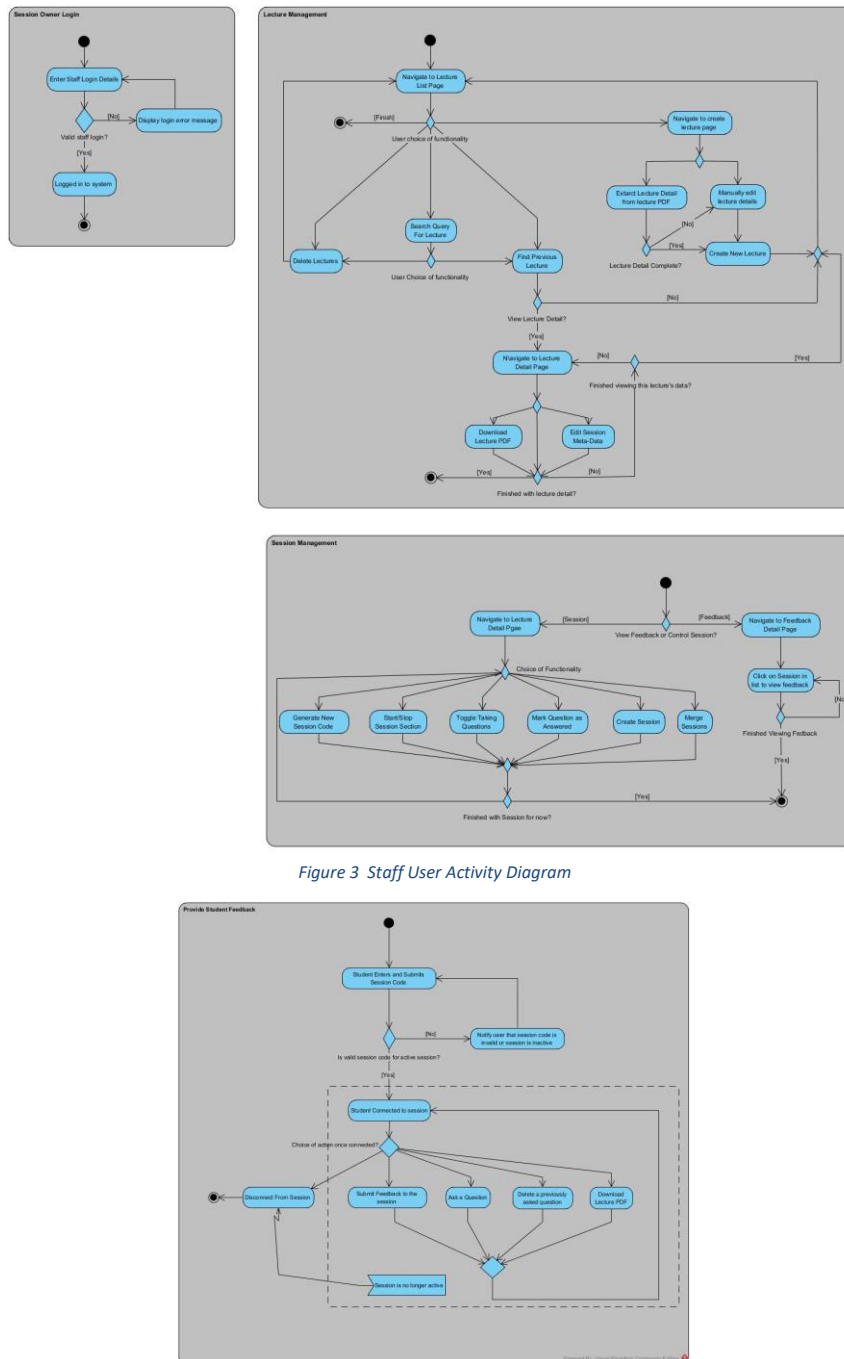 Session Owner Login
Enter Staff Login Details
[No]
Display login error message
Valid staff login?
[Yes]
Logged in to system
Lecture Management
Navigate to Lecture
List Page
[Finish]
User choice of functionality
Navigate to create
lecture page
Extarct Lecture Detail
from lecture PDF
Manually edit
lecture details
[No]
[Yes]
Lecture Detail Complete?
Create New Lecture
Search Query
For Lecture
Delete Lectures
User Choice of functionality
Find Previous
Lecture
[No]
View Lecture Detail?
[Yes]
N\avigate to Lecture
Detail Page
[No]
[Yes]
Finished viewing this lecture's data?
Download
Lecture PDF
Edit Session
Meta-Data
[Yes]
[No]
Finished with lecture detail?
Session Management
Navigate to Lecture
Detail Pgae
[Session]
[Feedback]
View Feedback or Control Session?
Navigate to Feedback
Detail Page
Choice of Functionality
Click on Session in
list to view feedback
Generate New
Session Code
Start/Stop
Session Section
Toggle Taking
Questions
Mark Question as
Answered
Create Session
Merge
Sessions
[No
Finished Viewing Fedback
[Yes]
[Yes]
Finished with Session for now?
Figure 3 Staff User Activity Diagram
Provide Student Feedback
Student Enters and Submits
Session Code
[No]
Notify user that session code is
invalid or session is inactive
Is valid session code for active session?
[Yes]
Student Connected to session
Choice of action once connected?
Disconnect From Session
Submit Feedback to the
session
Ask a Question
Delete a previously
asked question
Download
Lecture PDF
Session is no longer active